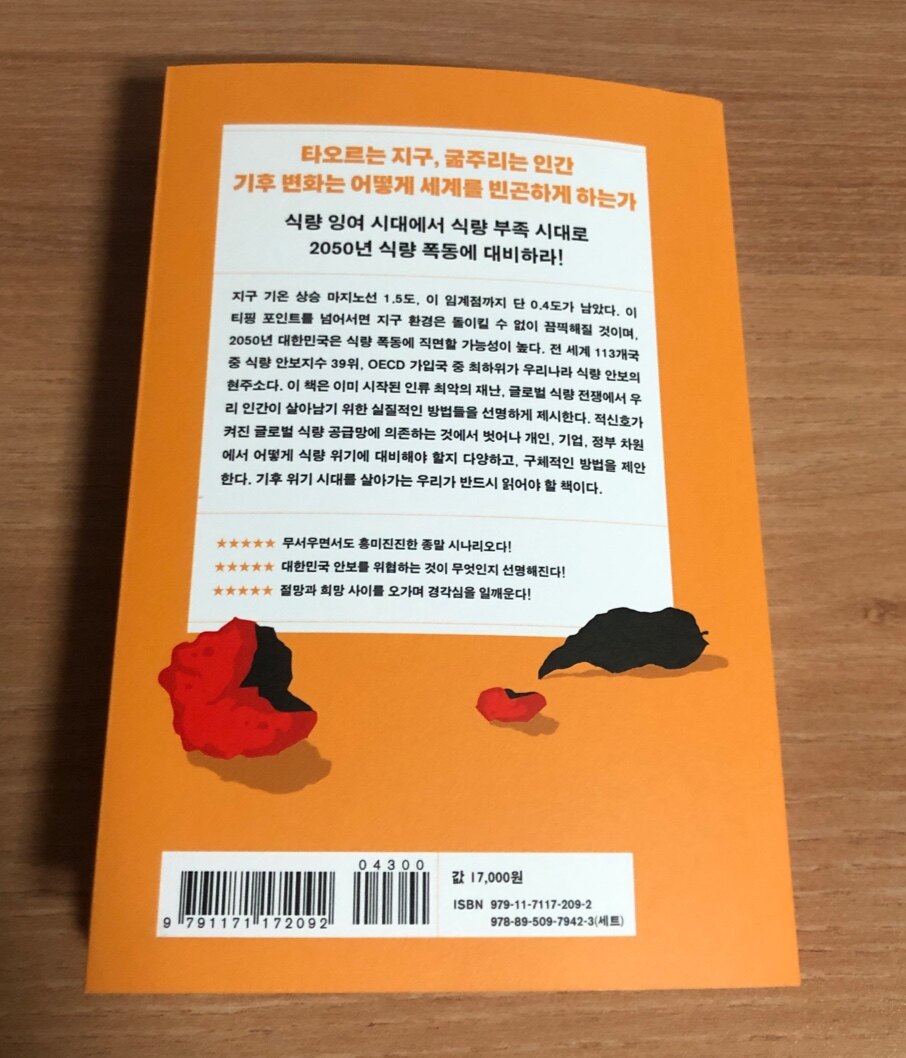 타오르는 지구, 굶주리는 인간
기후 변화는 어떻게 세계를 빈곤하게 하는가
식량 잉여 시대에서 식량 부족 시대로
2050년 식량 폭동에 대비하라!
지구 기온 상승 마지노선 1.5도, 이 임계점까지 단 0.4도가 남았다. 이
티핑 포인트를 넘어서면 지구 환경은 돌이킬 수 없이 끔찍해질 것이며,
2050년 대한민국은 식량 폭동에 직면할 가능성이 높다. 전 세계 113개국
중 식량 안보지수 39위, OECD 가입국 중 최하위가 우리나라 식량 안보의
현주소다. 이 책은 이미 시작된 인류 최악의 재난, 글로벌 식량 전쟁에서 우
리 인간이 살아남기 위한 실질적인 방법들을 선명하게 제시한다. 적신호가
켜진 글로벌 식량 공급망에 의존하는 것에서 벗어나 개인, 기업, 정부 차원
에서 어떻게 식량 위기에 대비해야 할지 다양하고, 구체적인 방법을 제안
한다. 기후 위기 시대를 살아가는 우리가 반드시 읽어야 할 책이다.
★★★★★ 무서우면서도 흥미진진한 종말 시나리오다!
★★★★★ 대한민국 안보를 위협하는 것이 무엇인지 선명해진다!
★★★★★ 절망과 희망 사이를 오가며 경각심을 일깨운다!
04300
9 791171 172092
값 17,000원
ISBN 979-11-7117-209-2
978-89-509-7942-3(세트)